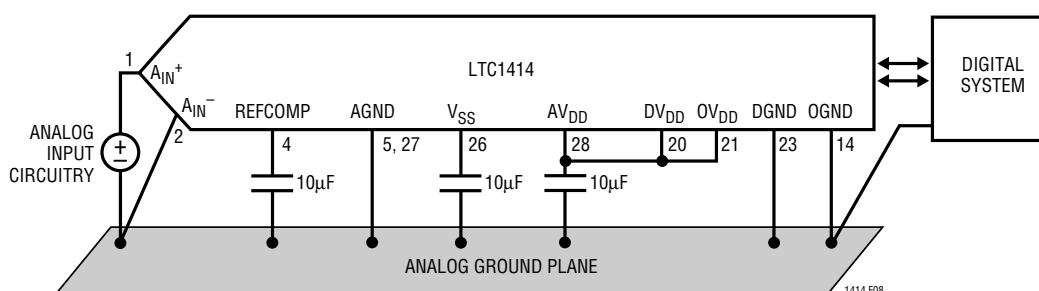 1
A_IN^+
A_IN^–
2
ANALOG
INPUT
CIRCUITRY
+
–
LTC1414
REFCOMP
AGND
V_SS
AV_DD
DV_DD
OV_DD
DGND
OGND
4
5, 27
26
28
20
21
23
14
10µF
10µF
10µF
DIGITAL
SYSTEM
ANALOG GROUND PLANE
1414 F08